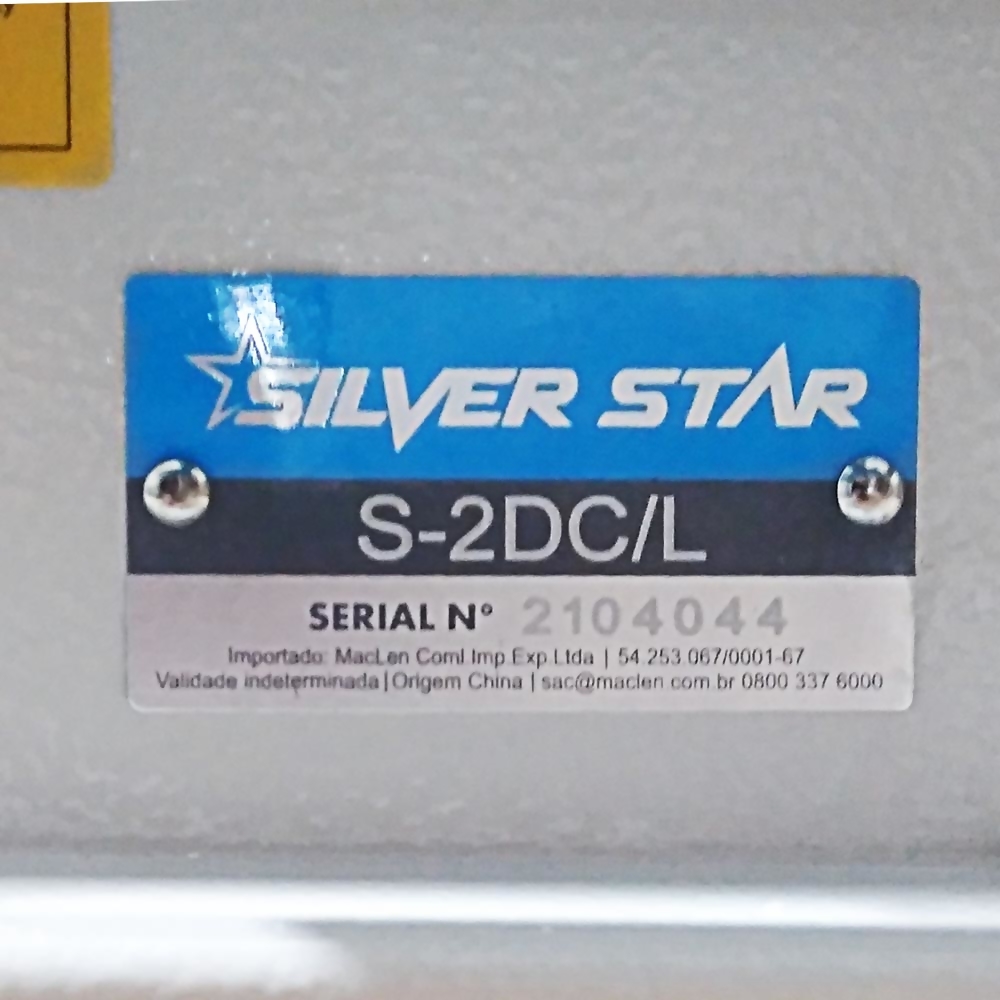 SILVER STAR
S-2DC/L
SERIAL Nº 2104044
Importado: MacLen Coml Imp Exp Ltda | 54.253.067/0001-67
Validade indeterminada | Origem China | sac@maclen.com.br 0800 337 6000